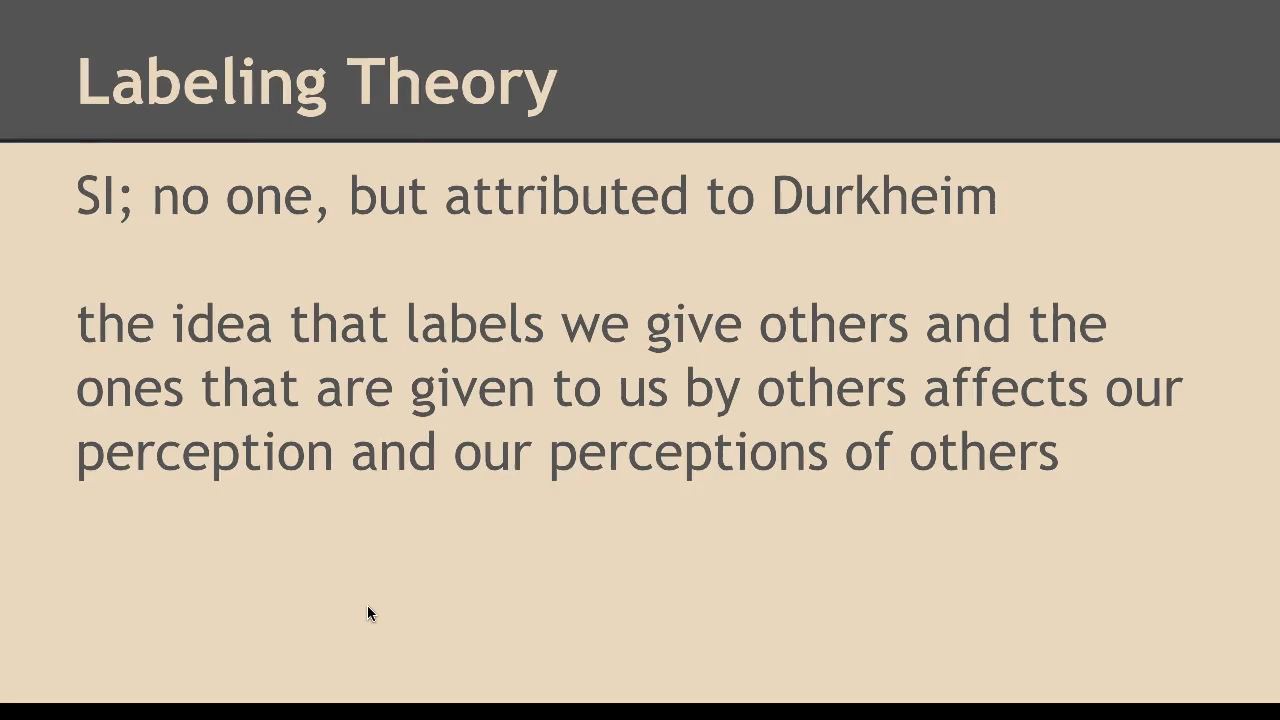 Labeling Theory
SI; no one, but attributed to Durkheim
the idea that labels we give others and the
ones that are given to us by others affects our
perception and our perceptions of others